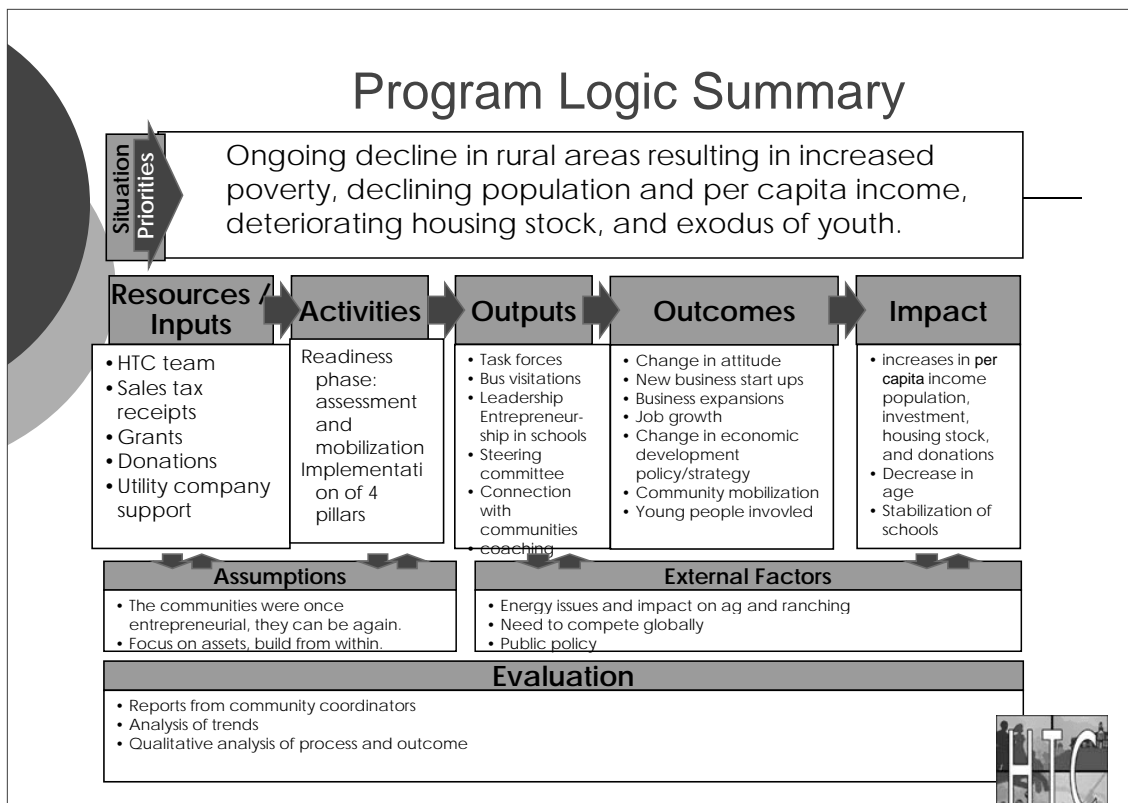 Program Logic Summary
Situation
Priorities
Ongoing decline in rural areas resulting in increased
poverty, declining population and per capita income,
deteriorating housing stock, and exodus of youth.
Resources /
Inputs
• HTC team
• Sales tax
receipts
• Grants
• Donations
• Utility company
support
Activities
Readiness
phase:
assessment
and
mobilization
Implementati
on of 4
pillars
Outputs
• Task forces
• Bus visitations
• Leadership
Entrepreneur-
ship in schools
• Steering
committee
• Connection
with
communities
• coaching
Outcomes
• Change in attitude
• New business start ups
• Business expansions
• Job growth
• Change in economic
development
policy/strategy
• Community mobilization
• Young people invovled
Impact
• increases in per
capita income
population,
investment,
housing stock,
and donations
• Decrease in
age
• Stabilization of
schools
Assumptions
• The communities were once
entrepreneurial, they can be again.
• Focus on assets, build from within.
External Factors
• Energy issues and impact on ag and ranching
• Need to compete globally
• Public policy
Evaluation
• Reports from community coordinators
• Analysis of trends
• Qualitative analysis of process and outcome
HTC